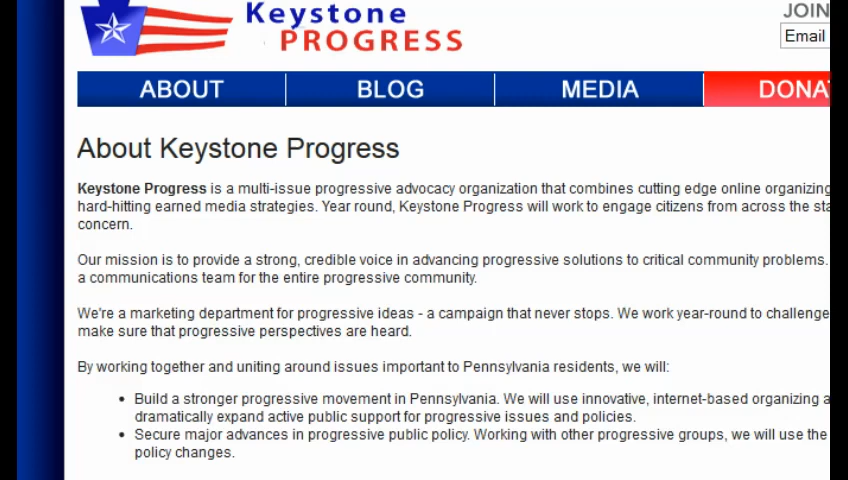 Keystone
JOIN
PROGRESS
Email
ABOUT BLOG MEDIA DONA
About Keystone Progress
Keystone Progress is a multi-issue progressive advocacy organization that combines cutting edge online organizing
hard-hitting earned media strategies. Year round, Keystone Progress will work to engage citizens from across the sta
concern.
Our mission is to provide a strong, credible voice in advancing progressive solutions to critical community problems.
a communications team for the entire progressive community.
We're a marketing department for progressive ideas - a campaign that never stops. We work year-round to challenge
make sure that progressive perspectives are heard.
By working together and uniting around issues important to Pennsylvania residents, we will:
• Build a stronger progressive movement in Pennsylvania. We will use innovative, internet-based organizing a
dramatically expand active public support for progressive issues and policies.
• Secure major advances in progressive public policy. Working with other progressive groups, we will use the
policy changes.